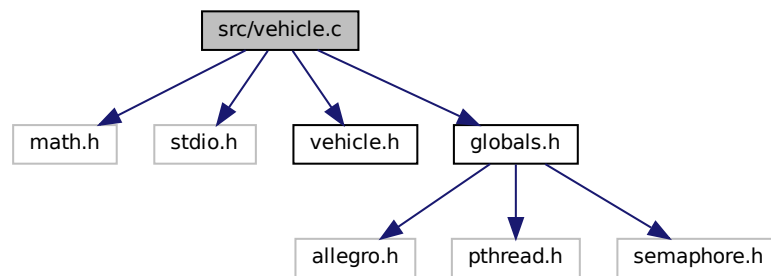 src/vehicle.c
math.h
stdio.h
vehicle.h
globals.h
allegro.h
pthread.h
semaphore.h